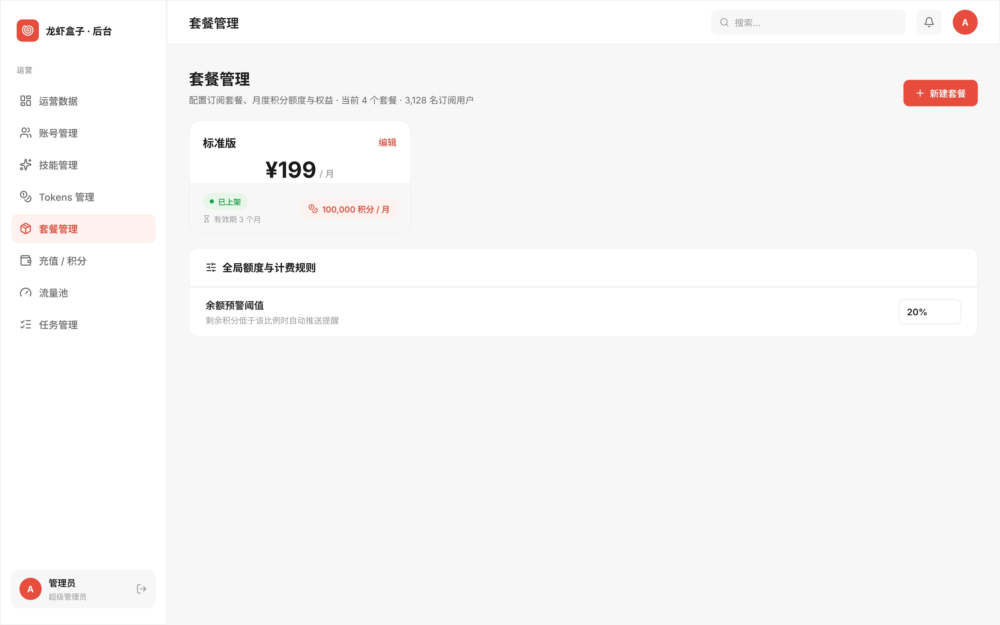 龙虾盒子 · 后台
运营
运营数据
账号管理
技能管理
Tokens 管理
套餐管理
充值 / 积分
流量池
任务管理
A
管理员
超级管理员
套餐管理
搜索...
A
套餐管理
配置订阅套餐、月度积分额度与权益 · 当前 4 个套餐 · 3,128 名订阅用户
新建套餐
标准版
编辑
¥199 / 月
已上架
有效期 3 个月
100,000 积分 / 月
全局额度与计费规则
余额预警阈值
剩余积分低于该比例时自动推送提醒
20%